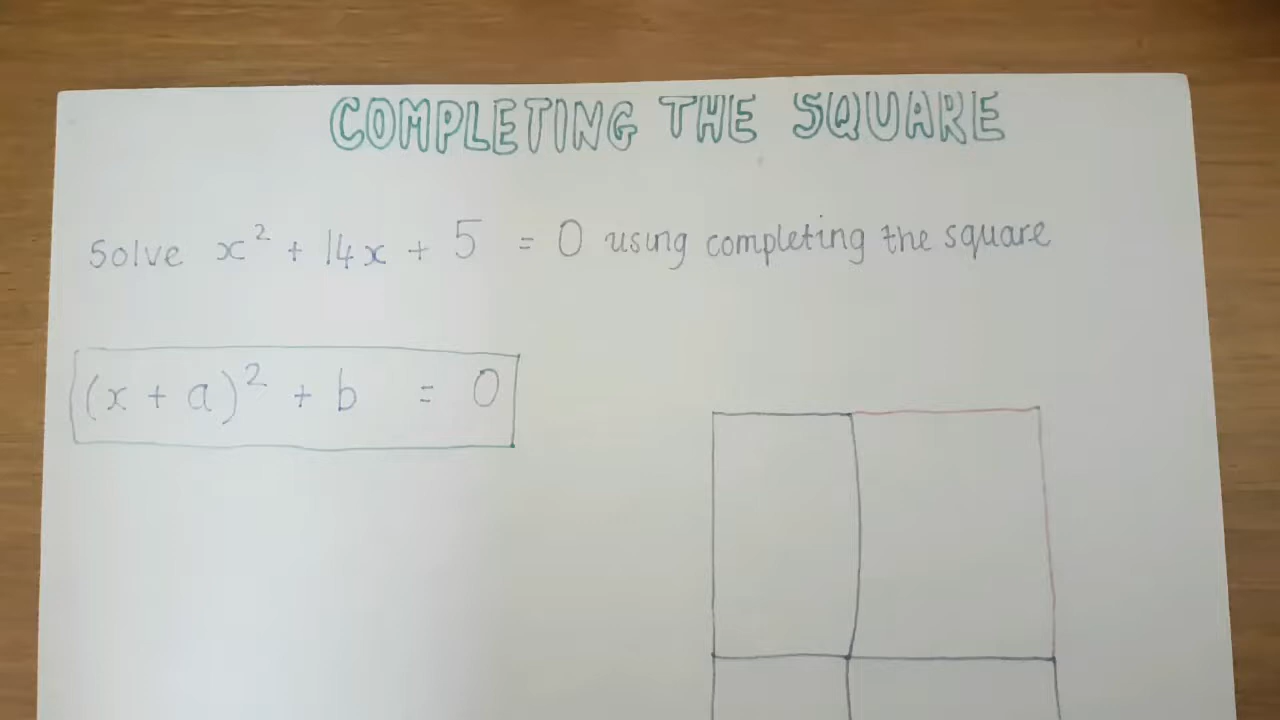 COMPLETING THE SQUARE
Solve x² + 14x + 5 = 0 using completing the square
(x + a)² + b = 0